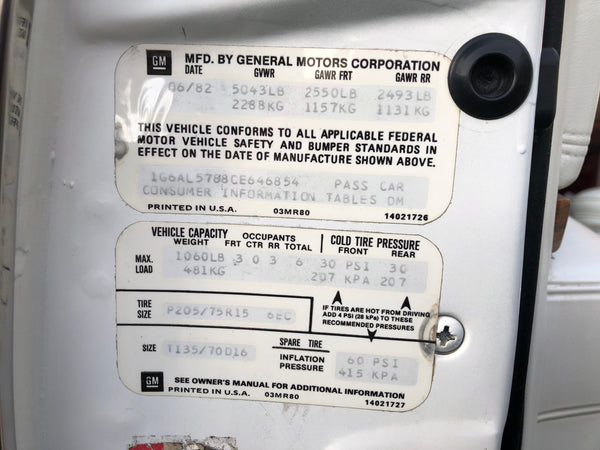 GM MFD. BY GENERAL MOTORS CORPORATION
DATE GVWR GAWR FRT GAWR RR
06/82 5043LB 2550LB 2493LB
2288KG 1157KG 1131KG
THIS VEHICLE CONFORMS TO ALL APPLICABLE FEDERAL
MOTOR VEHICLE SAFETY AND BUMPER STANDARDS IN
EFFECT ON THE DATE OF MANUFACTURE SHOWN ABOVE.
1G6AL5788CE646854 PASS CAR
CONSUMER INFORMATION TABLES DM
PRINTED IN U.S.A. 03MR80 14021726
VEHICLE CAPACITY OCCUPANTS COLD TIRE PRESSURE
WEIGHT FRT CTR RR TOTAL FRONT REAR
MAX. LOAD 1060LB 3 0 3 6 30 PSI 30
481KG 207 KPA 207
TIRE SIZE P205/75R15 6EC
IF TIRES ARE HOT FROM DRIVING
ADD 4 PSI (28 kPa) TO THESE
RECOMMENDED PRESSURES
SIZE T135/70D16 SPARE TIRE
INFLATION PRESSURE 60 PSI
415 KPA
GM SEE OWNER'S MANUAL FOR ADDITIONAL INFORMATION
PRINTED IN U.S.A. 03MR80 14021727